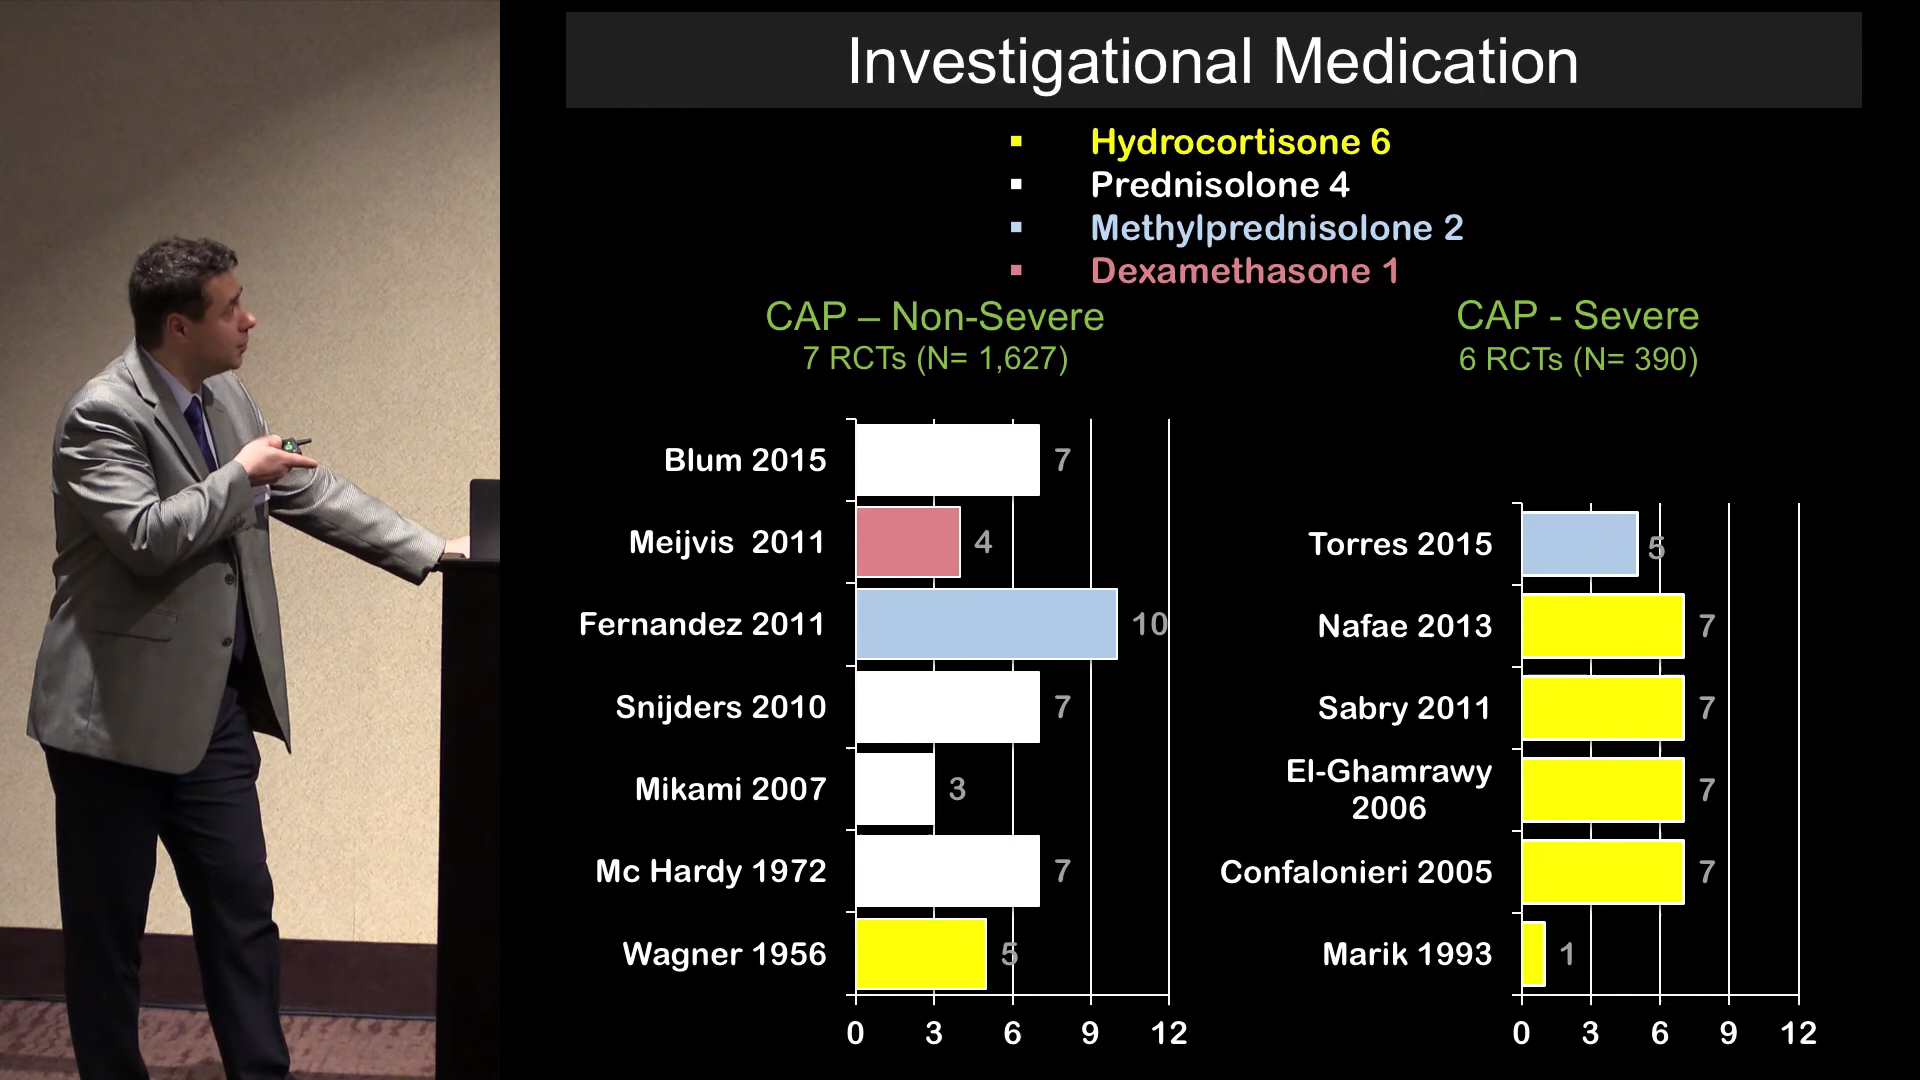 Investigational Medication
▪ Hydrocortisone 6
▪ Prednisolone 4
▪ Methylprednisolone 2
▪ Dexamethasone 1
CAP – Non-Severe
7 RCTs (N= 1,627)
Blum 2015 7
Meijvis 2011 4
Fernandez 2011 10
Snijders 2010 7
Mikami 2007 3
Mc Hardy 1972 7
Wagner 1956 5
0 3 6 9 12
CAP - Severe
6 RCTs (N= 390)
Torres 2015 5
Nafae 2013 7
Sabry 2011 7
El-Ghamrawy
2006 7
Confalonieri 2005 7
Marik 1993 1
0 3 6 9 12